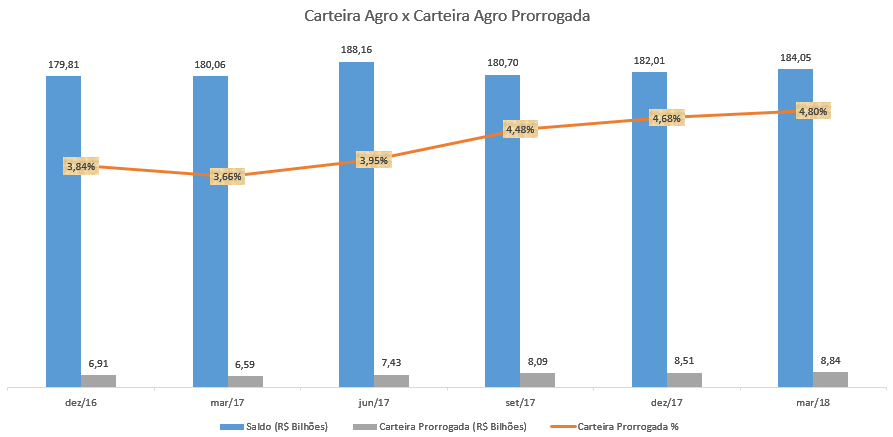 Carteira Agro x Carteira Agro Prorrogada
179,81 180,06 188,16 180,70 182,01 184,05
3,84% 3,66% 3,95% 4,48% 4,68% 4,80%
6,91 6,59 7,43 8,09 8,51 8,84
dez/16 mar/17 jun/17 set/17 dez/17 mar/18
Saldo (R$ Bilhões) Carteira Prorrogada (R$ Bilhões) Carteira Prorrogada %